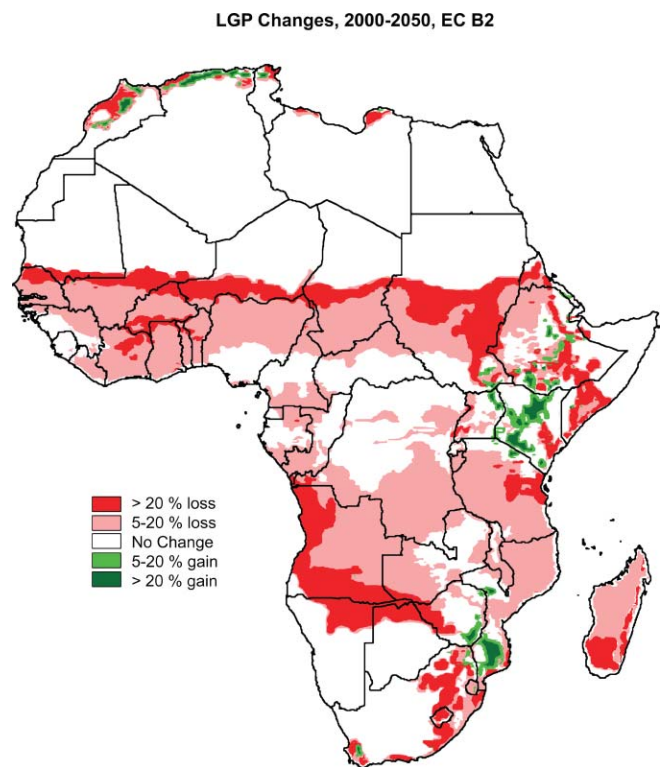 LGP Changes, 2000-2050, EC B2
> 20 % loss
5-20 % loss
No Change
5-20 % gain
> 20 % gain